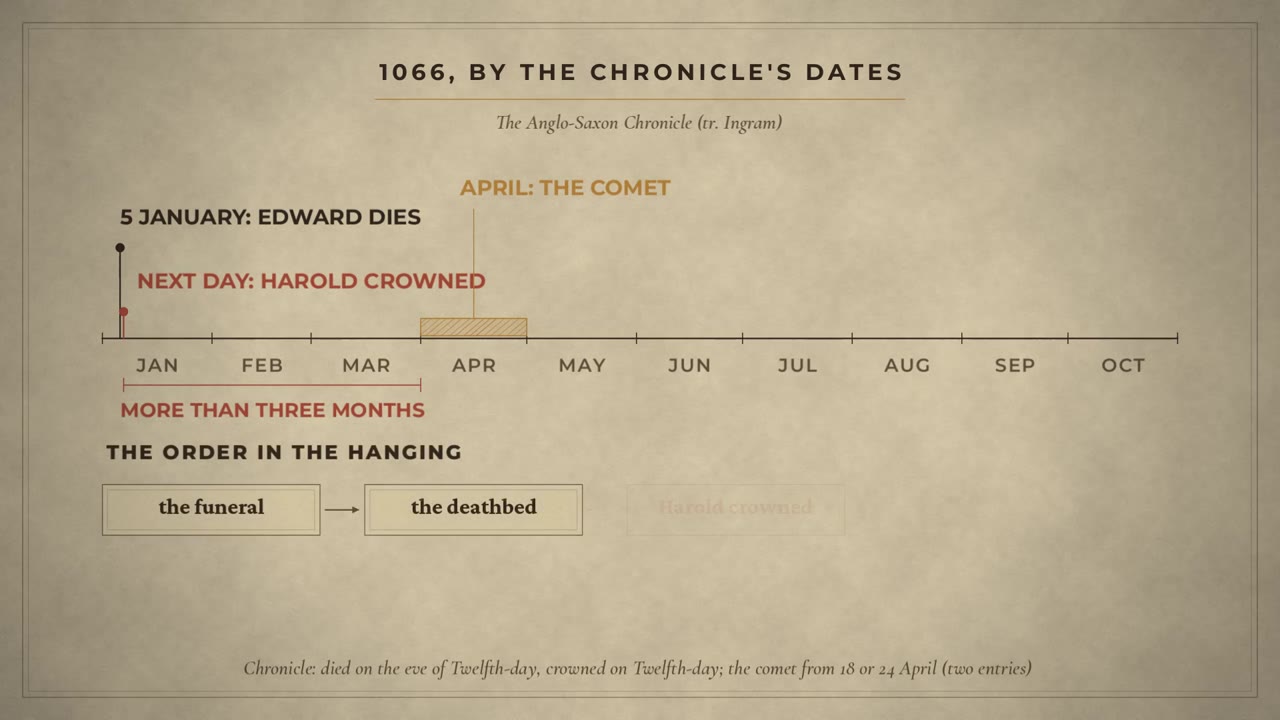 1066, BY THE CHRONICLE'S DATES
The Anglo-Saxon Chronicle (tr. Ingram)
APRIL: THE COMET
5 JANUARY: EDWARD DIES
NEXT DAY: HAROLD CROWNED
JAN FEB MAR APR MAY JUN JUL AUG SEP OCT
MORE THAN THREE MONTHS
THE ORDER IN THE HANGING
the funeral the deathbed Harold crowned
Chronicle: died on the eve of Twelfth-day, crowned on Twelfth-day; the comet from 18 or 24 April (two entries)